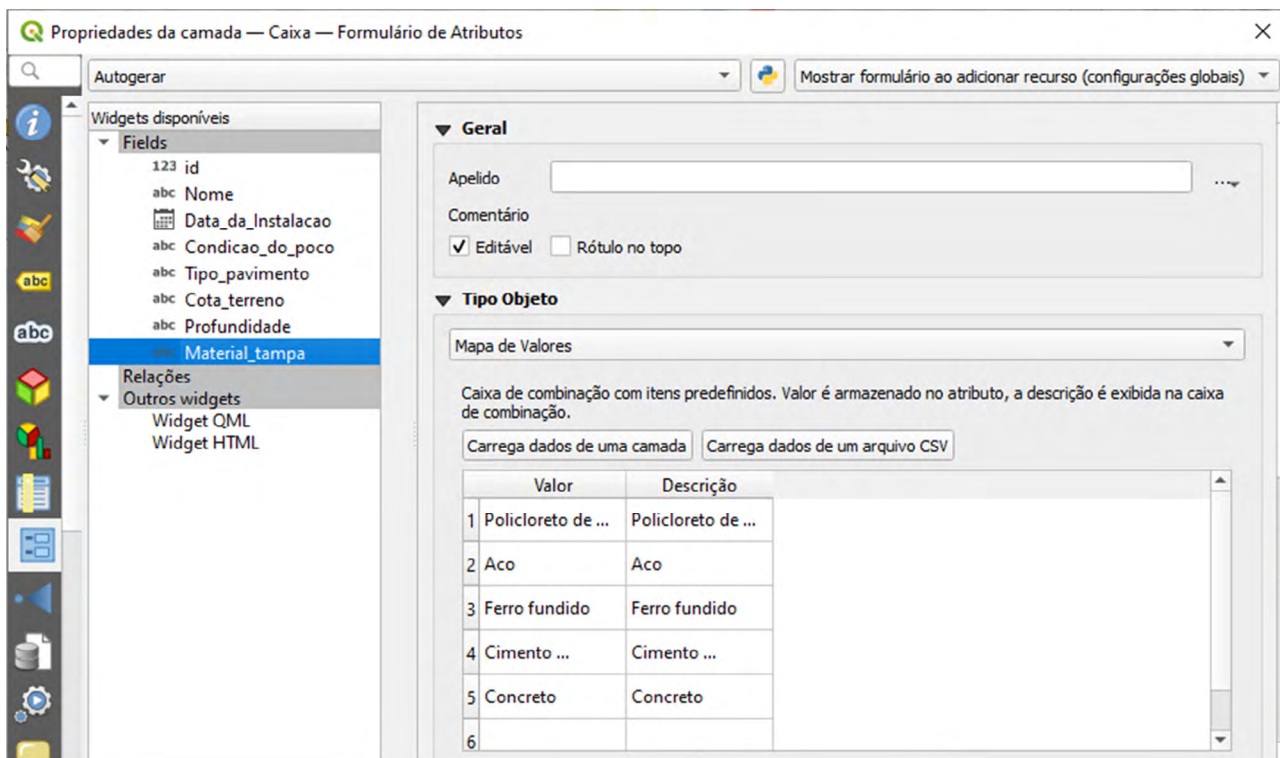 Propriedades da camada — Caixa — Formulário de Atributos
Autogerar
Mostrar formulário ao adicionar recurso (configurações globais)
Widgets disponíveis
Fields
123 id
abc Nome
Data_da_Instalacao
abc Condicao_do_poco
abc Tipo_pavimento
abc Cota_terreno
abc Profundidade
Material_tampa
Relações
Outros widgets
Widget QML
Widget HTML
abc
abc
Geral
Apelido
...
Comentário
Editável Rótulo no topo
Tipo Objeto
Mapa de Valores
Caixa de combinação com itens predefinidos. Valor é armazenado no atributo, a descrição é exibida na caixa
de combinação.
Carrega dados de uma camada Carrega dados de um arquivo CSV
Valor Descrição
1 Policloreto de ... Policloreto de ...
2 Aco Aco
3 Ferro fundido Ferro fundido
4 Cimento ... Cimento ...
5 Concreto Concreto
6